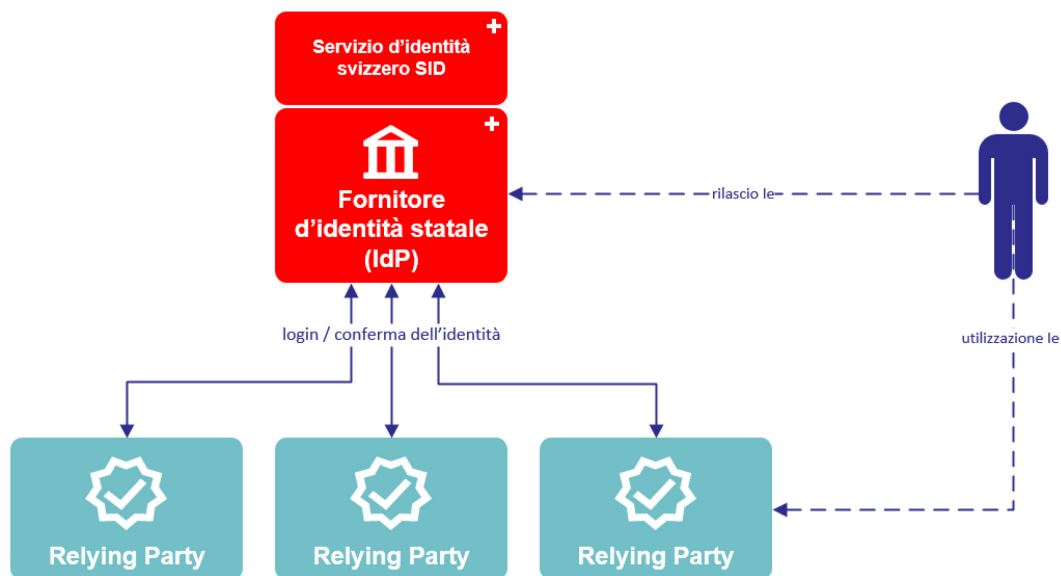 Servizio d'identità
svizzero SID
Fornitore
d'identità statale
(IdP)
rilascio le
login / conferma dell'identità
utilizzazione le
Relying Party
Relying Party
Relying Party